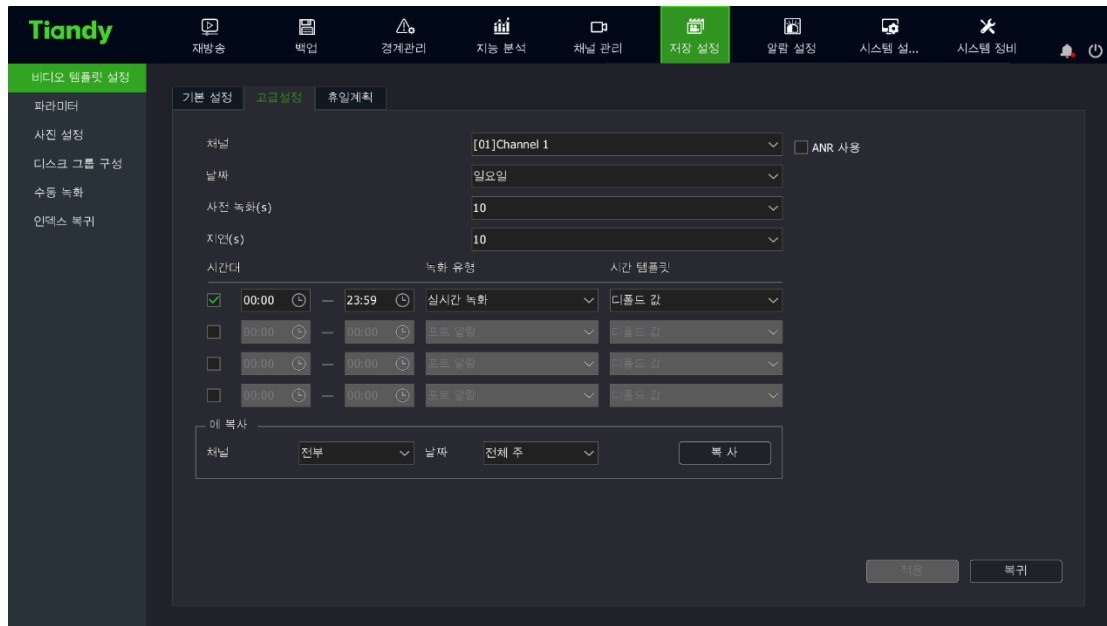 Tiandy
재방송 백업 경계관리 지능 분석 채널 관리 저장 설정 알람 설정 시스템 설... 시스템 정비
비디오 템플릿 설정
파라미터
사진 설정
디스크 그룹 구성
수동 녹화
인덱스 복귀
기본 설정 고급설정 휴일계획
채널 [01]Channel 1 ANR 사용
날짜 일요일
사전 녹화(s) 10
지연(s) 10
시간대 녹화 유형 시간 템플릿
00:00 — 23:59 실시간 녹화 디폴드 값
00:00 — 00:00 포트 알람 디폴드 값
00:00 — 00:00 포트 알람 디폴드 값
00:00 — 00:00 포트 알람 디폴드 값
에 복사
채널 전부 날짜 전체 주 복 사
적용 복귀